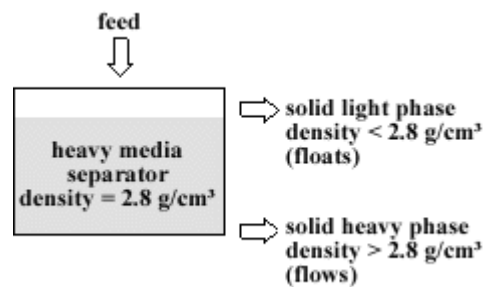 feed
heavy media
separator
density = 2.8 g/cm³
solid light phase
density < 2.8 g/cm³
(floats)
solid heavy phase
density > 2.8 g/cm³
(flows)